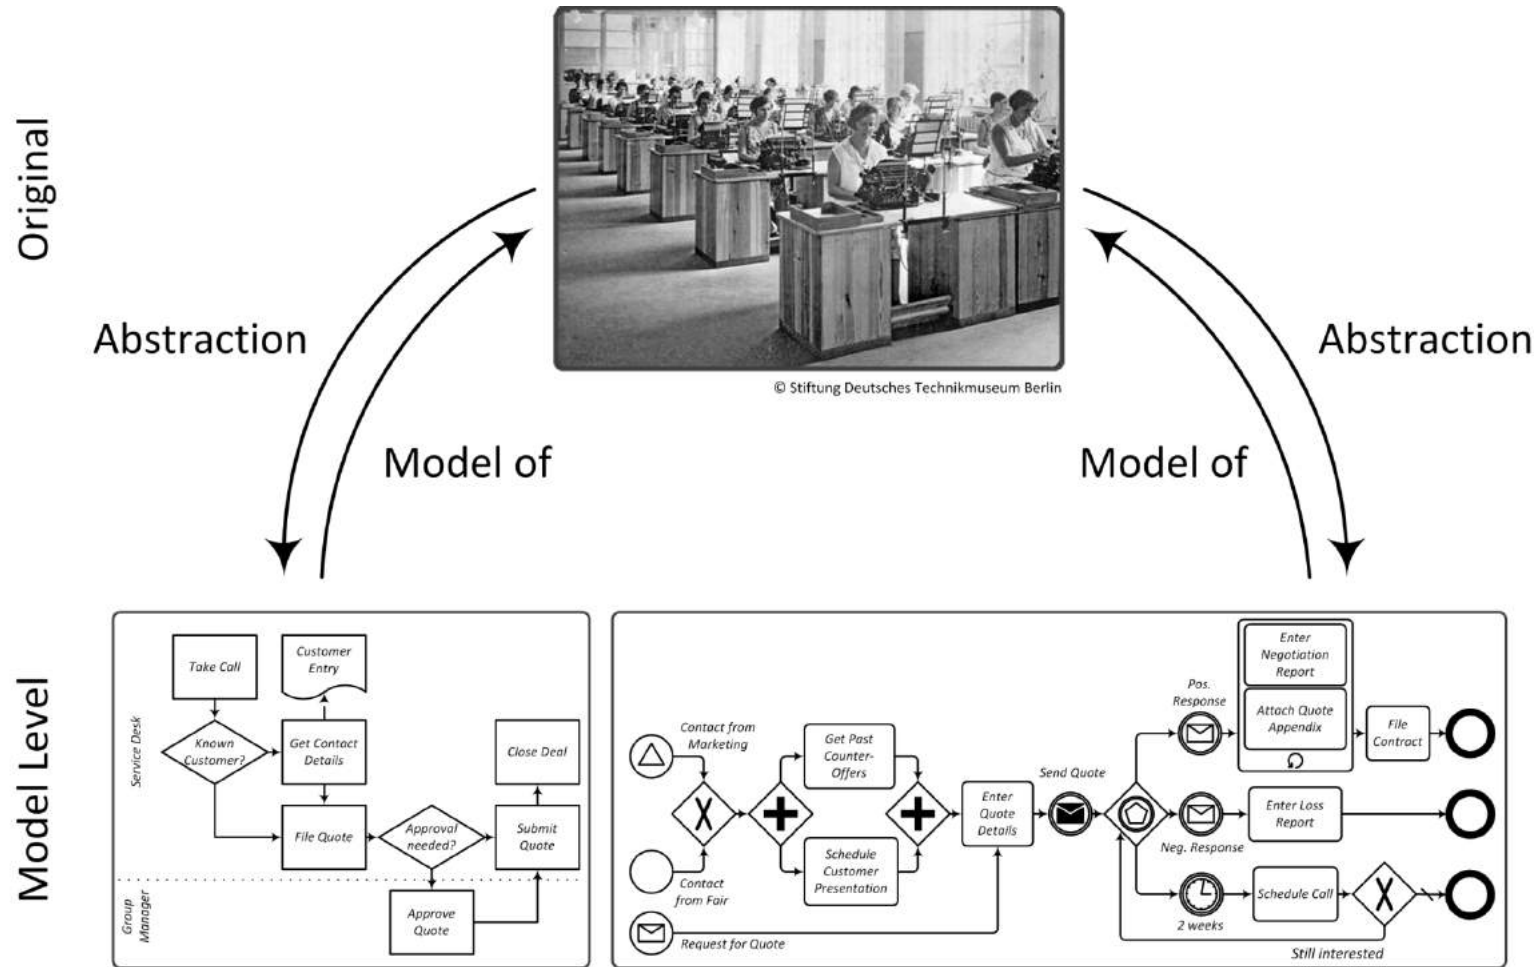 Original
Abstraction
Abstraction
© Stiftung Deutsches Technikmuseum Berlin
Model of
Model of
Model Level
Service Desk
Group
Manager
Take Call
Customer
Entry
Known
Customer?
Get Contact
Details
Close Deal
File Quote
Approval
needed?
Submit
Quote
Approve
Quote
Contact from
Marketing
Contact
from Fair
Request for Quote
Get Past
Counter-
Offers
Schedule
Customer
Presentation
Enter
Quote
Details
Send Quote
Pos.
Response
Enter
Negotiation
Report
Attach Quote
Appendix
File
Contract
Neg. Response
Enter Loss
Report
2 weeks
Schedule Call
Still interested